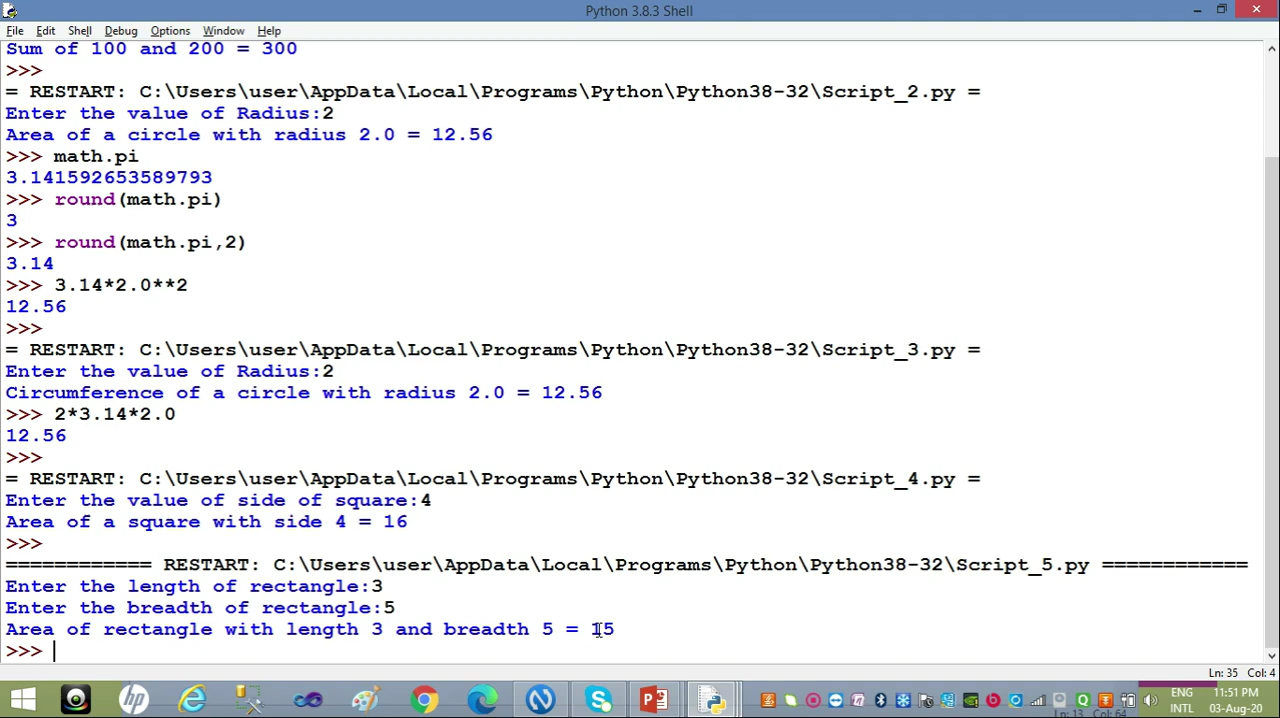 Python 3.8.3 Shell
File Edit Shell Debug Options Window Help
Sum of 100 and 200 = 300
>>>
= RESTART: C:\Users\user\AppData\Local\Programs\Python\Python38-32\Script_2.py =
Enter the value of Radius:2
Area of a circle with radius 2.0 = 12.56
>>> math.pi
3.141592653589793
>>> round(math.pi)
3
>>> round(math.pi,2)
3.14
>>> 3.14*2.0**2
12.56
>>>
= RESTART: C:\Users\user\AppData\Local\Programs\Python\Python38-32\Script_3.py =
Enter the value of Radius:2
Circumference of a circle with radius 2.0 = 12.56
>>> 2*3.14*2.0
12.56
>>>
= RESTART: C:\Users\user\AppData\Local\Programs\Python\Python38-32\Script_4.py =
Enter the value of side of square:4
Area of a square with side 4 = 16
>>>
============ RESTART: C:\Users\user\AppData\Local\Programs\Python\Python38-32\Script_5.py ============
Enter the length of rectangle:3
Enter the breadth of rectangle:5
Area of rectangle with length 3 and breadth 5 = 15
>>>
Ln: 35 Col: 4
ENG 11:51 PM
INTL 03-Aug-20
Ln: 13 Col: 64